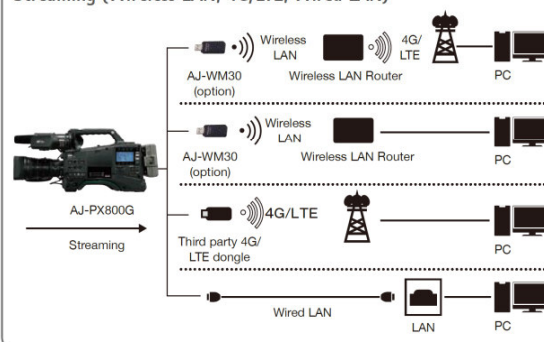 Streaming (Wireless LAN, 4G/LTE, Wired LAN)
Wireless
LAN
4G/
LTE
AJ-WM30
(option)
Wireless LAN Router
PC
Wireless
LAN
AJ-WM30
(option)
Wireless LAN Router
PC
AJ-PX800G
Streaming
4G/LTE
Third party 4G/
LTE dongle
PC
Wired LAN
LAN
PC